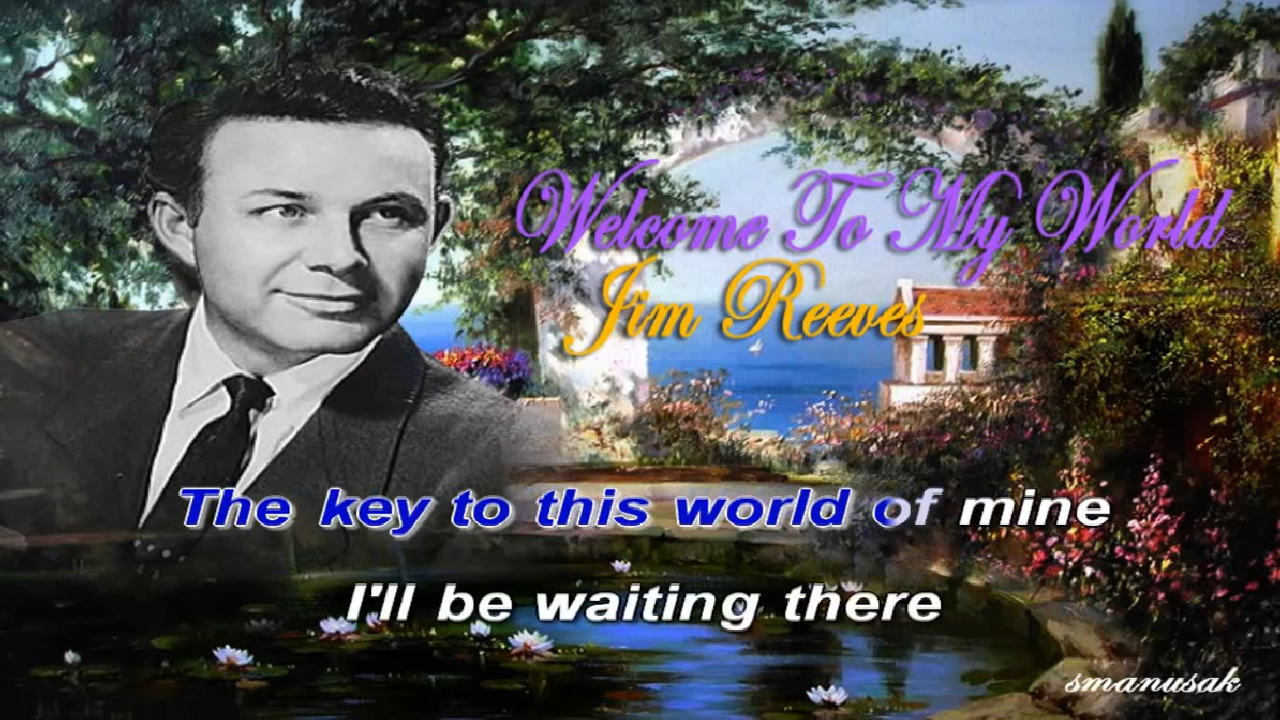 Welcome To My World
Jim Reeves
The key to this world of mine
I'll be waiting there
smanusak